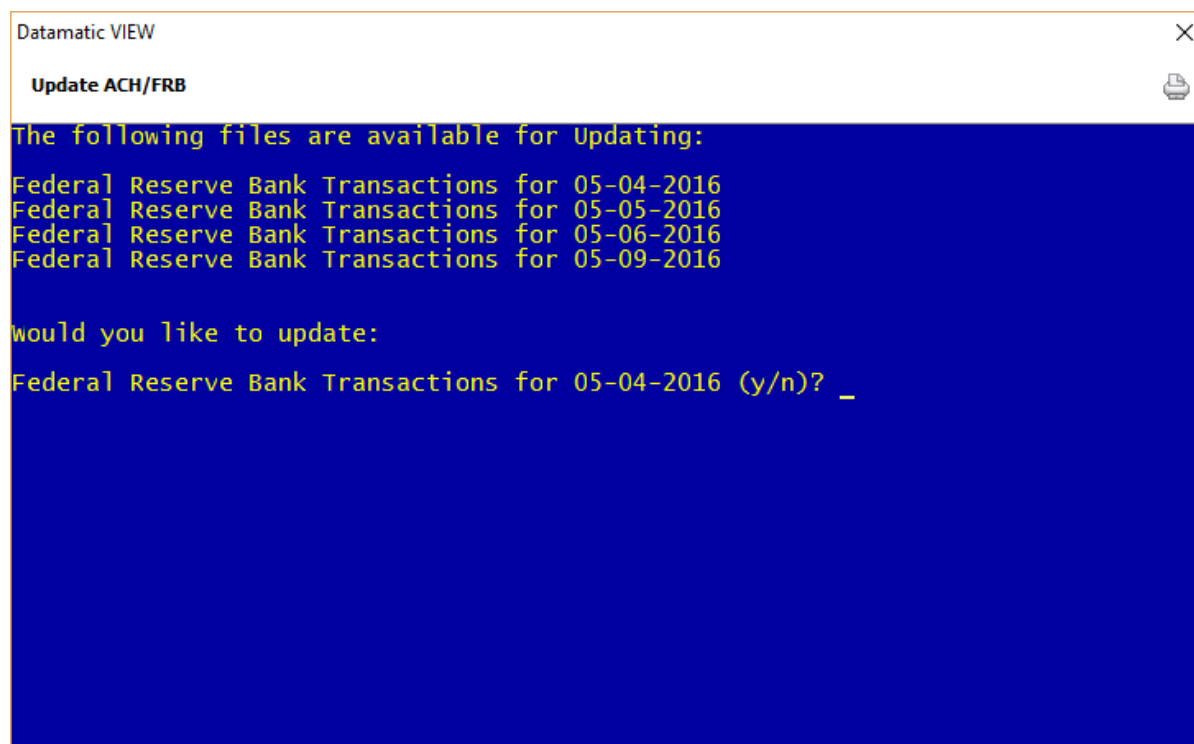 Datamatic VIEW
Update ACH/FRB
The following files are available for Updating:
Federal Reserve Bank Transactions for 05-04-2016
Federal Reserve Bank Transactions for 05-05-2016
Federal Reserve Bank Transactions for 05-06-2016
Federal Reserve Bank Transactions for 05-09-2016
Would you like to update:
Federal Reserve Bank Transactions for 05-04-2016 (y/n)? _